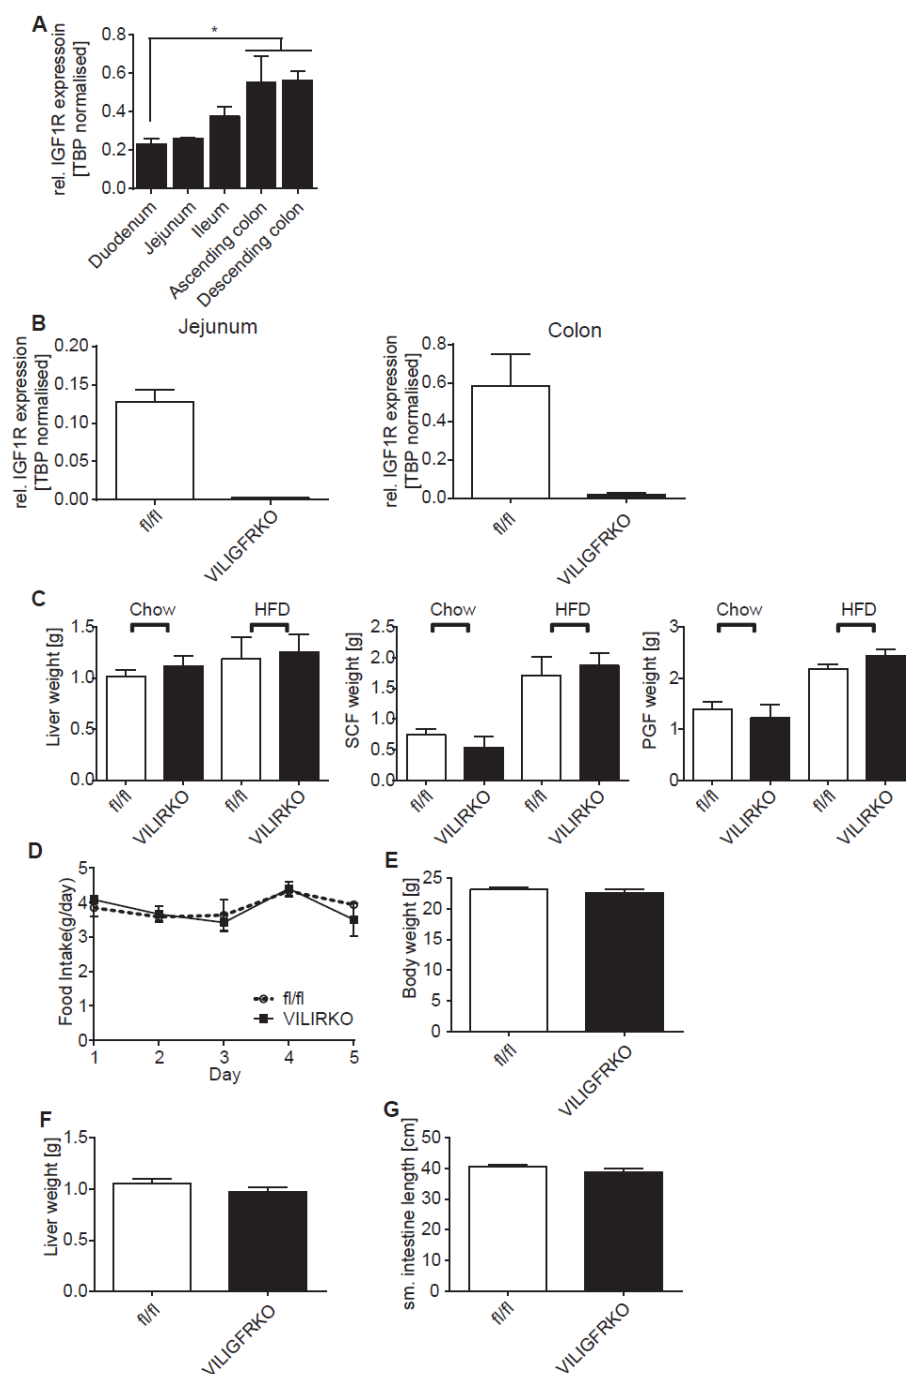 A
*
rel. IGF1R expressoin
[TBP normalised]
0.8
0.6
0.4
0.2
0.0
Duodenum
Jejunum
Ileum
Ascending colon
Descending colon
B
Jejunum
rel. IGF1R expression
[TBP normalised]
0.20
0.15
0.10
0.05
0.00
fl/fl
VILIGFRKO
Colon
rel. IGF1R expression
[TBP normalised]
0.8
0.6
0.4
0.2
0.0
fl/fl
VILIGFRKO
C
Chow
HFD
Liver weight [g]
1.5
1.0
0.5
0.0
fl/fl
VILIRKO
fl/fl
VILIRKO
Chow
HFD
SCF weight [g]
2.5
2.0
1.5
1.0
0.5
0.0
fl/fl
VILIRKO
fl/fl
VILIRKO
Chow
HFD
PGF weight [g]
3
2
1
0
fl/fl
VILIRKO
fl/fl
VILIRKO
D
Food Intake(g/day)
5
4
3
2
1
0
fl/fl
VILIRKO
1 2 3 4 5
Day
E
Body weight [g]
25
20
15
10
5
0
fl/fl
VILIGFRKO
F
Liver weight [g]
1.5
1.0
0.5
0.0
fl/fl
VILIGFRKO
G
sm. intestine length [cm]
50
40
30
20
10
0
fl/fl
VILIGFRKO